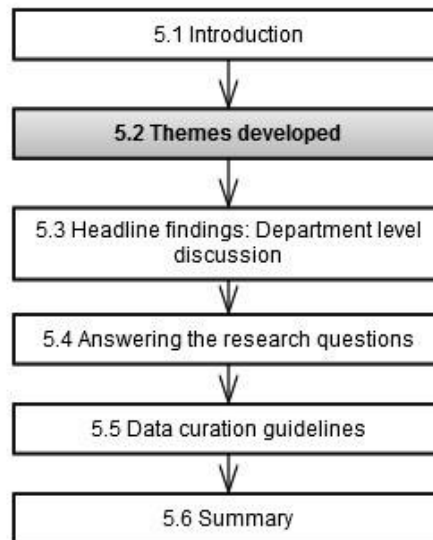 5.1 Introduction
5.2 Themes developed
5.3 Headline findings: Department level
discussion
5.4 Answering the research questions
5.5 Data curation guidelines
5.6 Summary